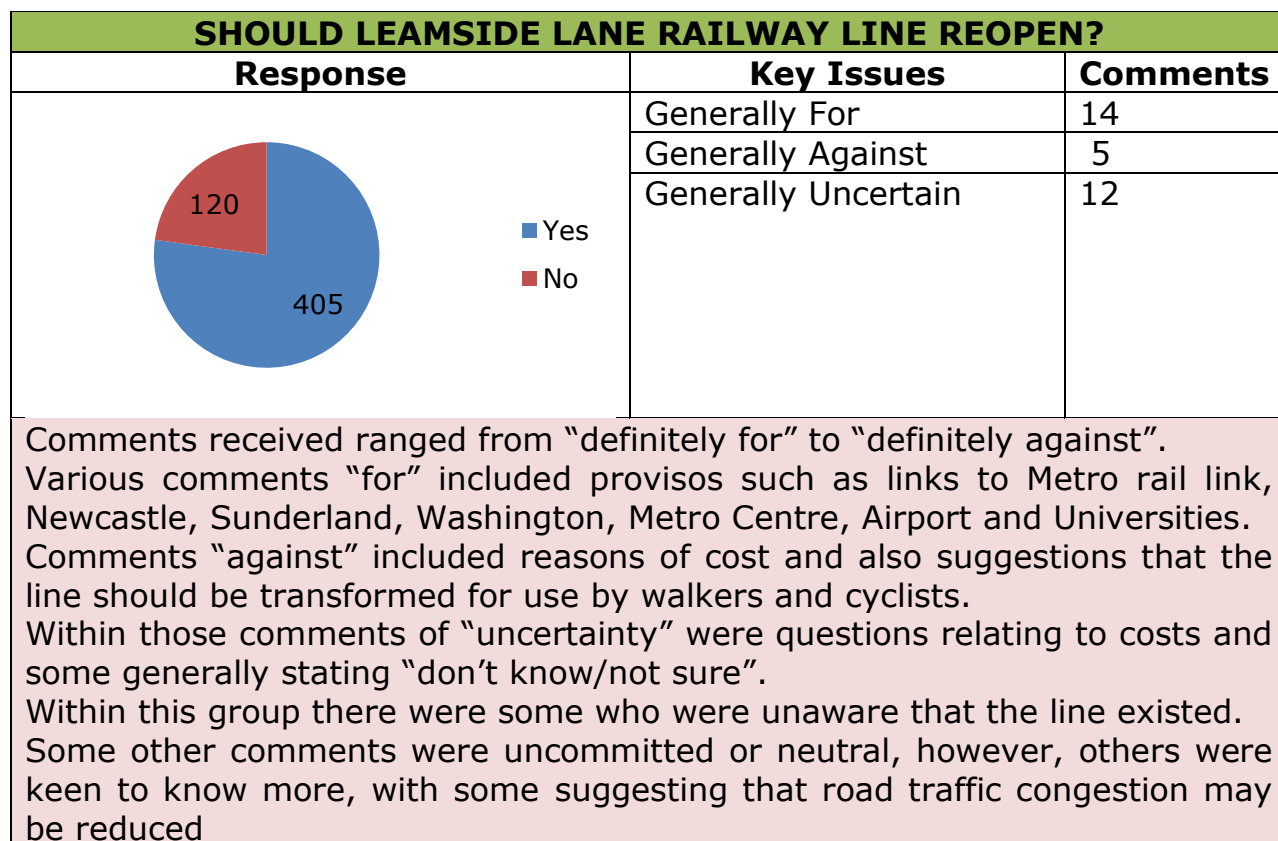 SHOULD LEAMSIDE LANE RAILWAY LINE REOPEN?
Response Key Issues Comments
Generally For 14
Generally Against 5
Generally Uncertain 12
120
405
Yes
No
Comments received ranged from “definitely for” to “definitely against”.
Various comments “for” included provisos such as links to Metro rail link,
Newcastle, Sunderland, Washington, Metro Centre, Airport and Universities.
Comments “against” included reasons of cost and also suggestions that the
line should be transformed for use by walkers and cyclists.
Within those comments of “uncertainty” were questions relating to costs and
some generally stating “don’t know/not sure”.
Within this group there were some who were unaware that the line existed.
Some other comments were uncommitted or neutral, however, others were
keen to know more, with some suggesting that road traffic congestion may
be reduced